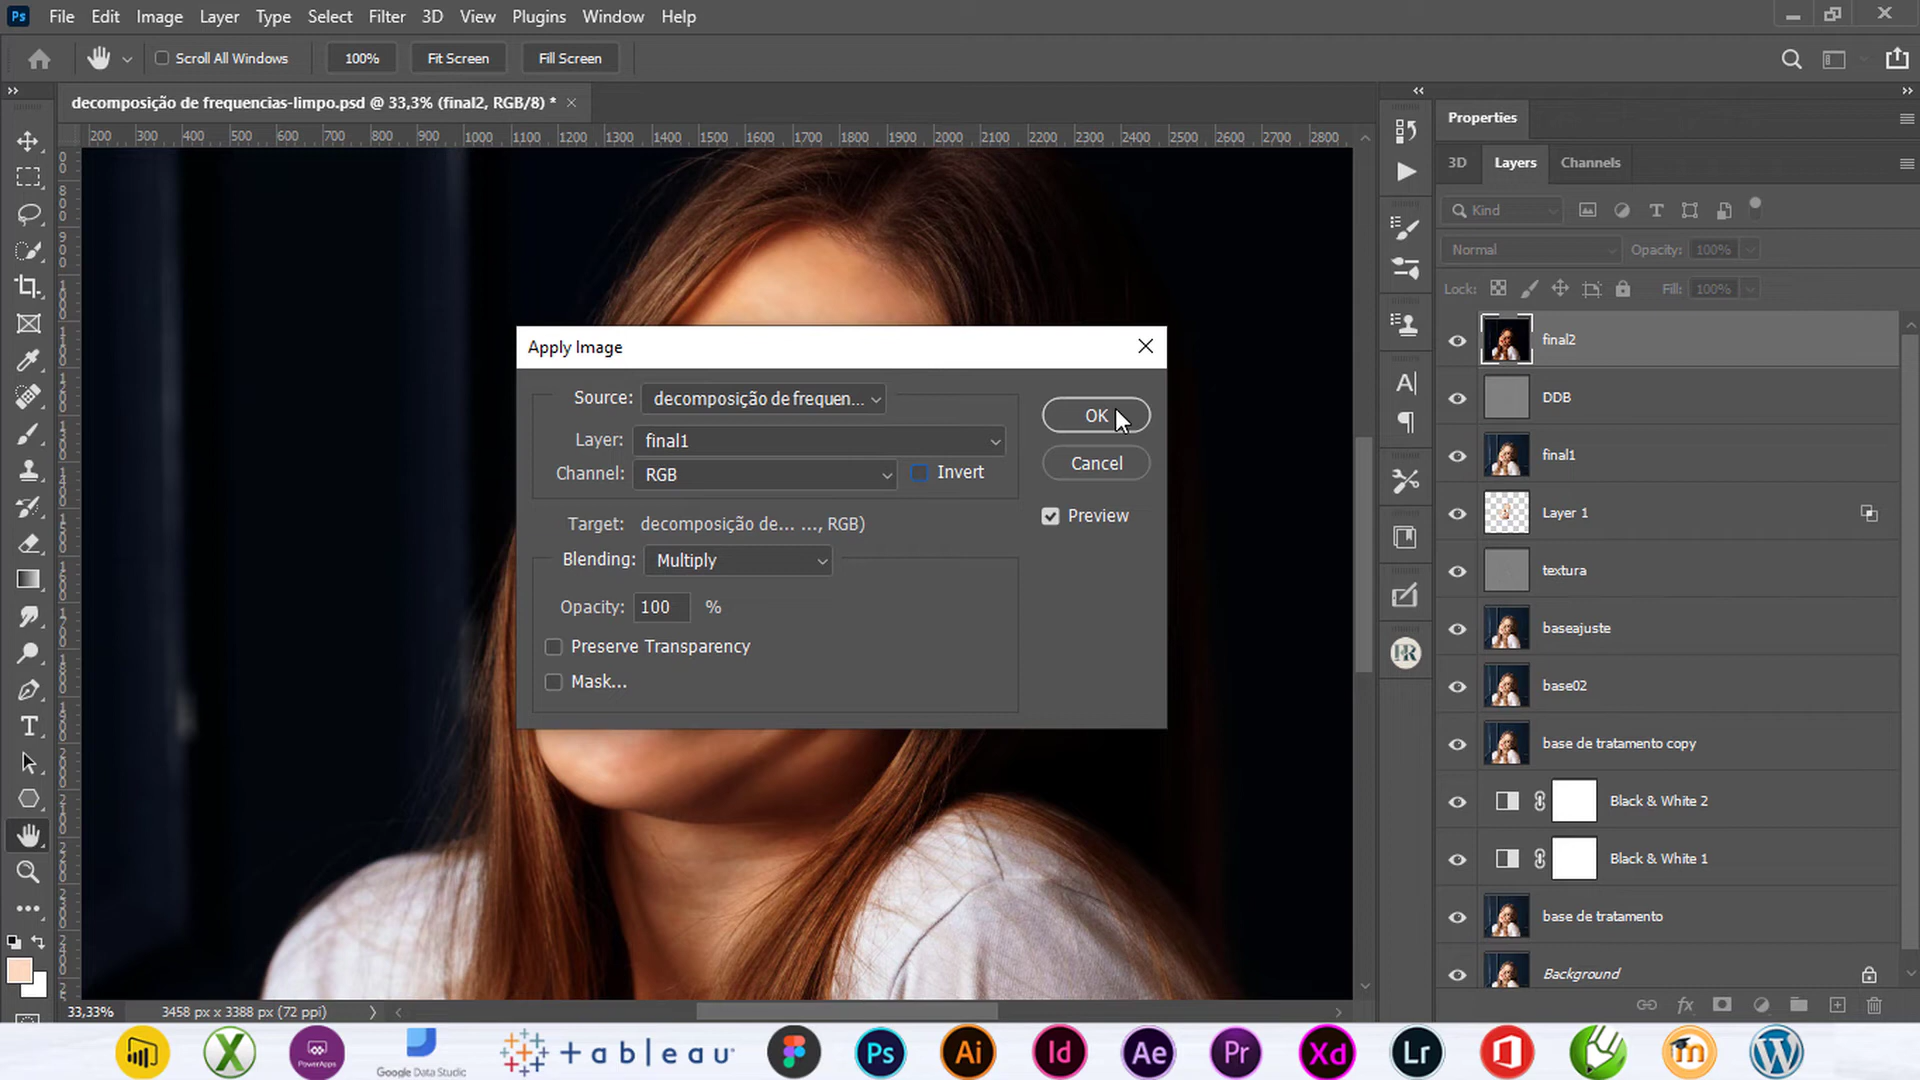 Ps File Edit Image Layer Type Select Filter 3D View Plugins Window Help
Scroll All Windows 100% Fit Screen Fill Screen
decomposição de frequencias-limpo.psd @ 33,3% (final2, RGB/8) *
200 300 400 500 600 700 800 900 1000 1100 1200 1300 1400 1500 1600 1700 1800 1900 2000 2100 2200 2300 2400 2500 2600 2700 2800
Properties
3D Layers Channels
Kind
Normal Opacity: 100%
Lock: Fill: 100%
final2
DDB
final1
Layer 1
textura
baseajuste
base02
base de tratamento copy
Black & White 2
Black & White 1
base de tratamento
Background
Apply Image
Source: decomposição de frequen...
Layer: final1
Channel: RGB Invert
Target: decomposição de... ..., RGB)
Blending: Multiply
Opacity: 100 %
Preserve Transparency
Mask...
OK
Cancel
Preview
33,33% 3458 px x 3388 px (72 ppi)
PowerApps
Google Data Studio
+ a b l e a u
Ps Ai Id Ae Pr Xd Lr